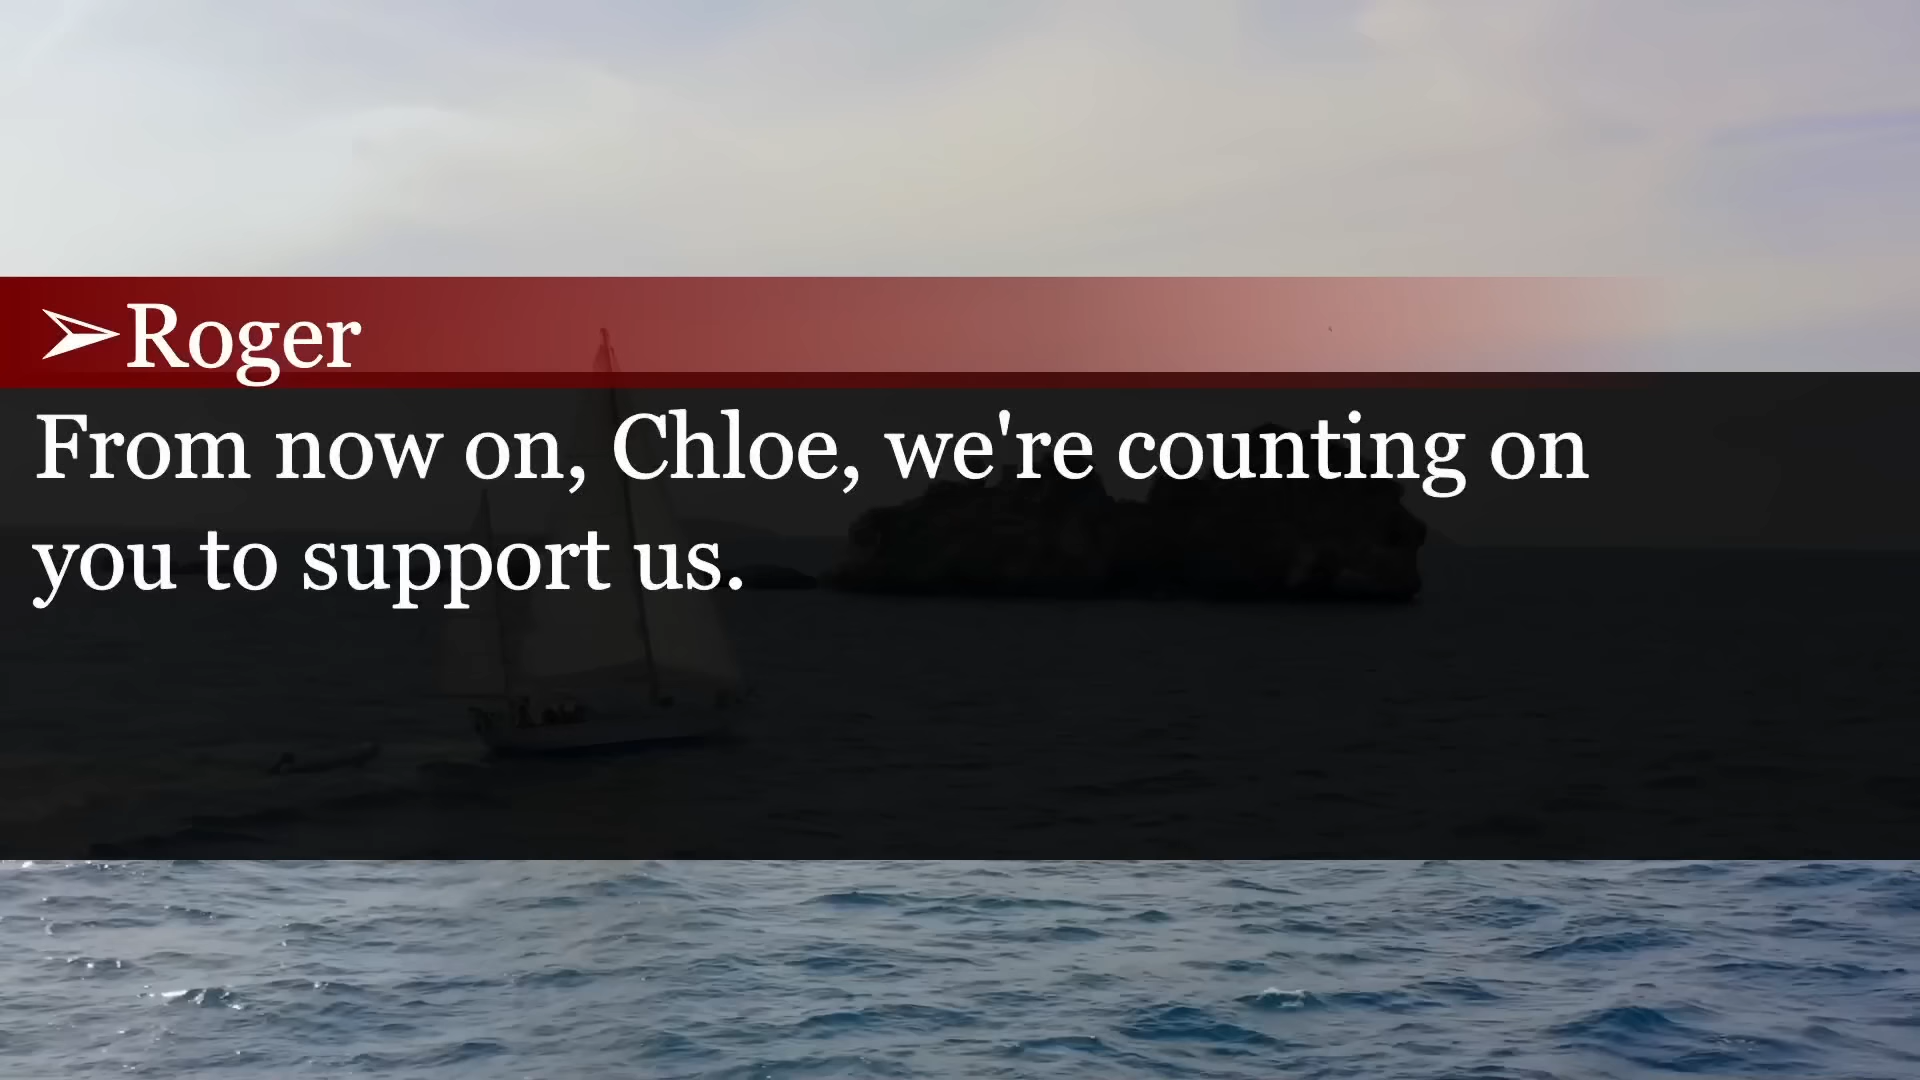 ➢Roger
From now on, Chloe, we're counting on
you to support us.